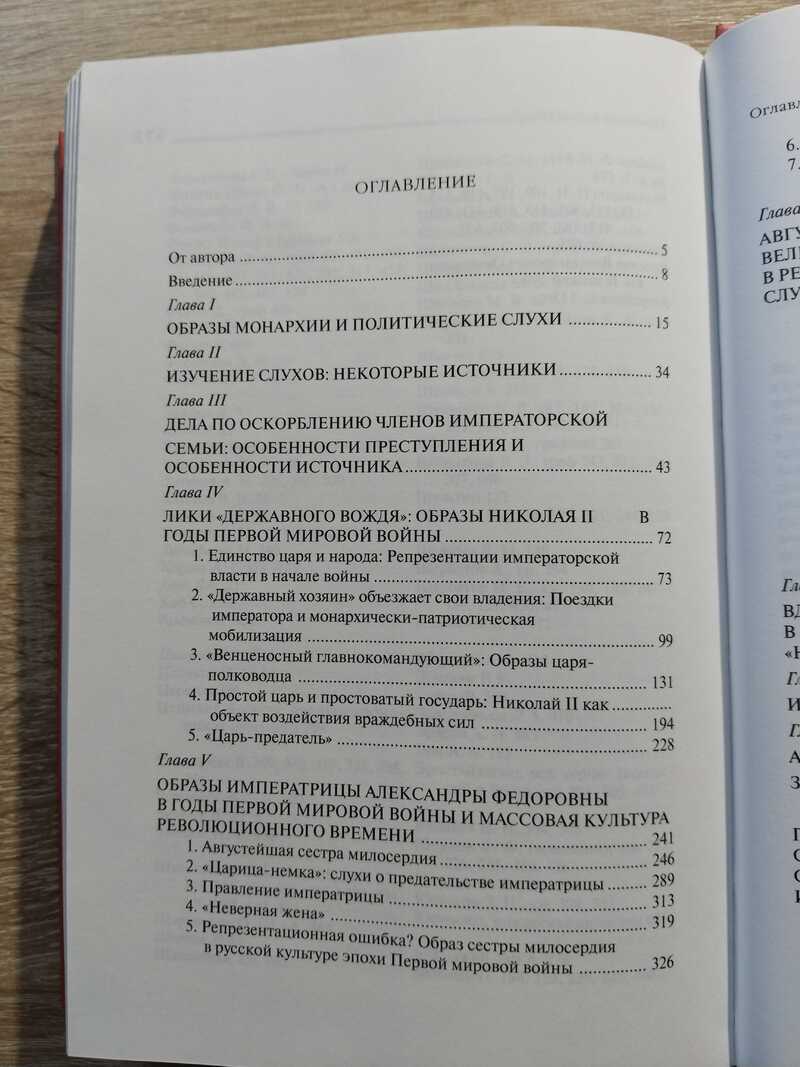 ОГЛАВЛЕНИЕ
От автора ........ 5
Введение ........ 8
Глава I
ОБРАЗЫ МОНАРХИИ И ПОЛИТИЧЕСКИЕ СЛУХИ ........ 15
Глава II
ИЗУЧЕНИЕ СЛУХОВ: НЕКОТОРЫЕ ИСТОЧНИКИ ........ 34
Глава III
ДЕЛА ПО ОСКОРБЛЕНИЮ ЧЛЕНОВ ИМПЕРАТОРСКОЙ
СЕМЬИ: ОСОБЕННОСТИ ПРЕСТУПЛЕНИЯ И
ОСОБЕННОСТИ ИСТОЧНИКА ........ 43
Глава IV
ЛИКИ «ДЕРЖАВНОГО ВОЖДЯ»: ОБРАЗЫ НИКОЛАЯ II В
ГОДЫ ПЕРВОЙ МИРОВОЙ ВОЙНЫ ........ 72
1. Единство царя и народа: Репрезентации императорской
власти в начале войны ........ 73
2. «Державный хозяин» объезжает свои владения: Поездки
императора и монархически-патриотическая
мобилизация ........ 99
3. «Венценосный главнокомандующий»: Образы царя-
полководца ........ 131
4. Простой царь и простоватый государь: Николай II как ........
объект воздействия враждебных сил ........ 194
5. «Царь-предатель» ........ 228
Глава V
ОБРАЗЫ ИМПЕРАТРИЦЫ АЛЕКСАНДРЫ ФЕДОРОВНЫ
В ГОДЫ ПЕРВОЙ МИРОВОЙ ВОЙНЫ И МАССОВАЯ КУЛЬТУРА
РЕВОЛЮЦИОННОГО ВРЕМЕНИ ........ 241
1. Августейшая сестра милосердия ........ 246
2. «Царица-немка»: слухи о предательстве императрицы ........ 289
3. Правление императрицы ........ 313
4. «Неверная жена» ........ 319
5. Репрезентационная ошибка? Образ сестры милосердия
в русской культуре эпохи Первой мировой войны ........ 326
6.
7.
Глава
В РЕ